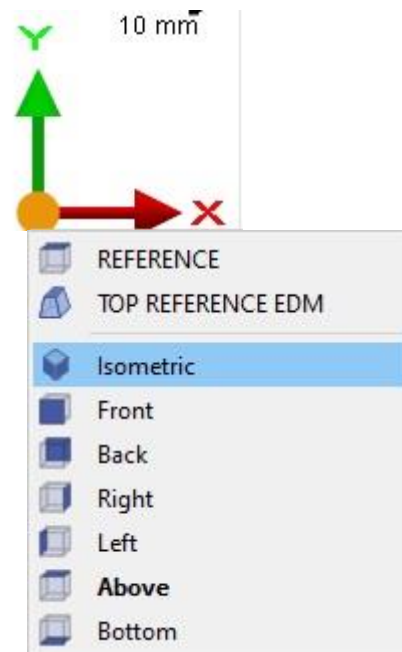 10 mm
Y
X
REFERENCE
TOP REFERENCE EDM
Isometric
Front
Back
Right
Left
Above
Bottom